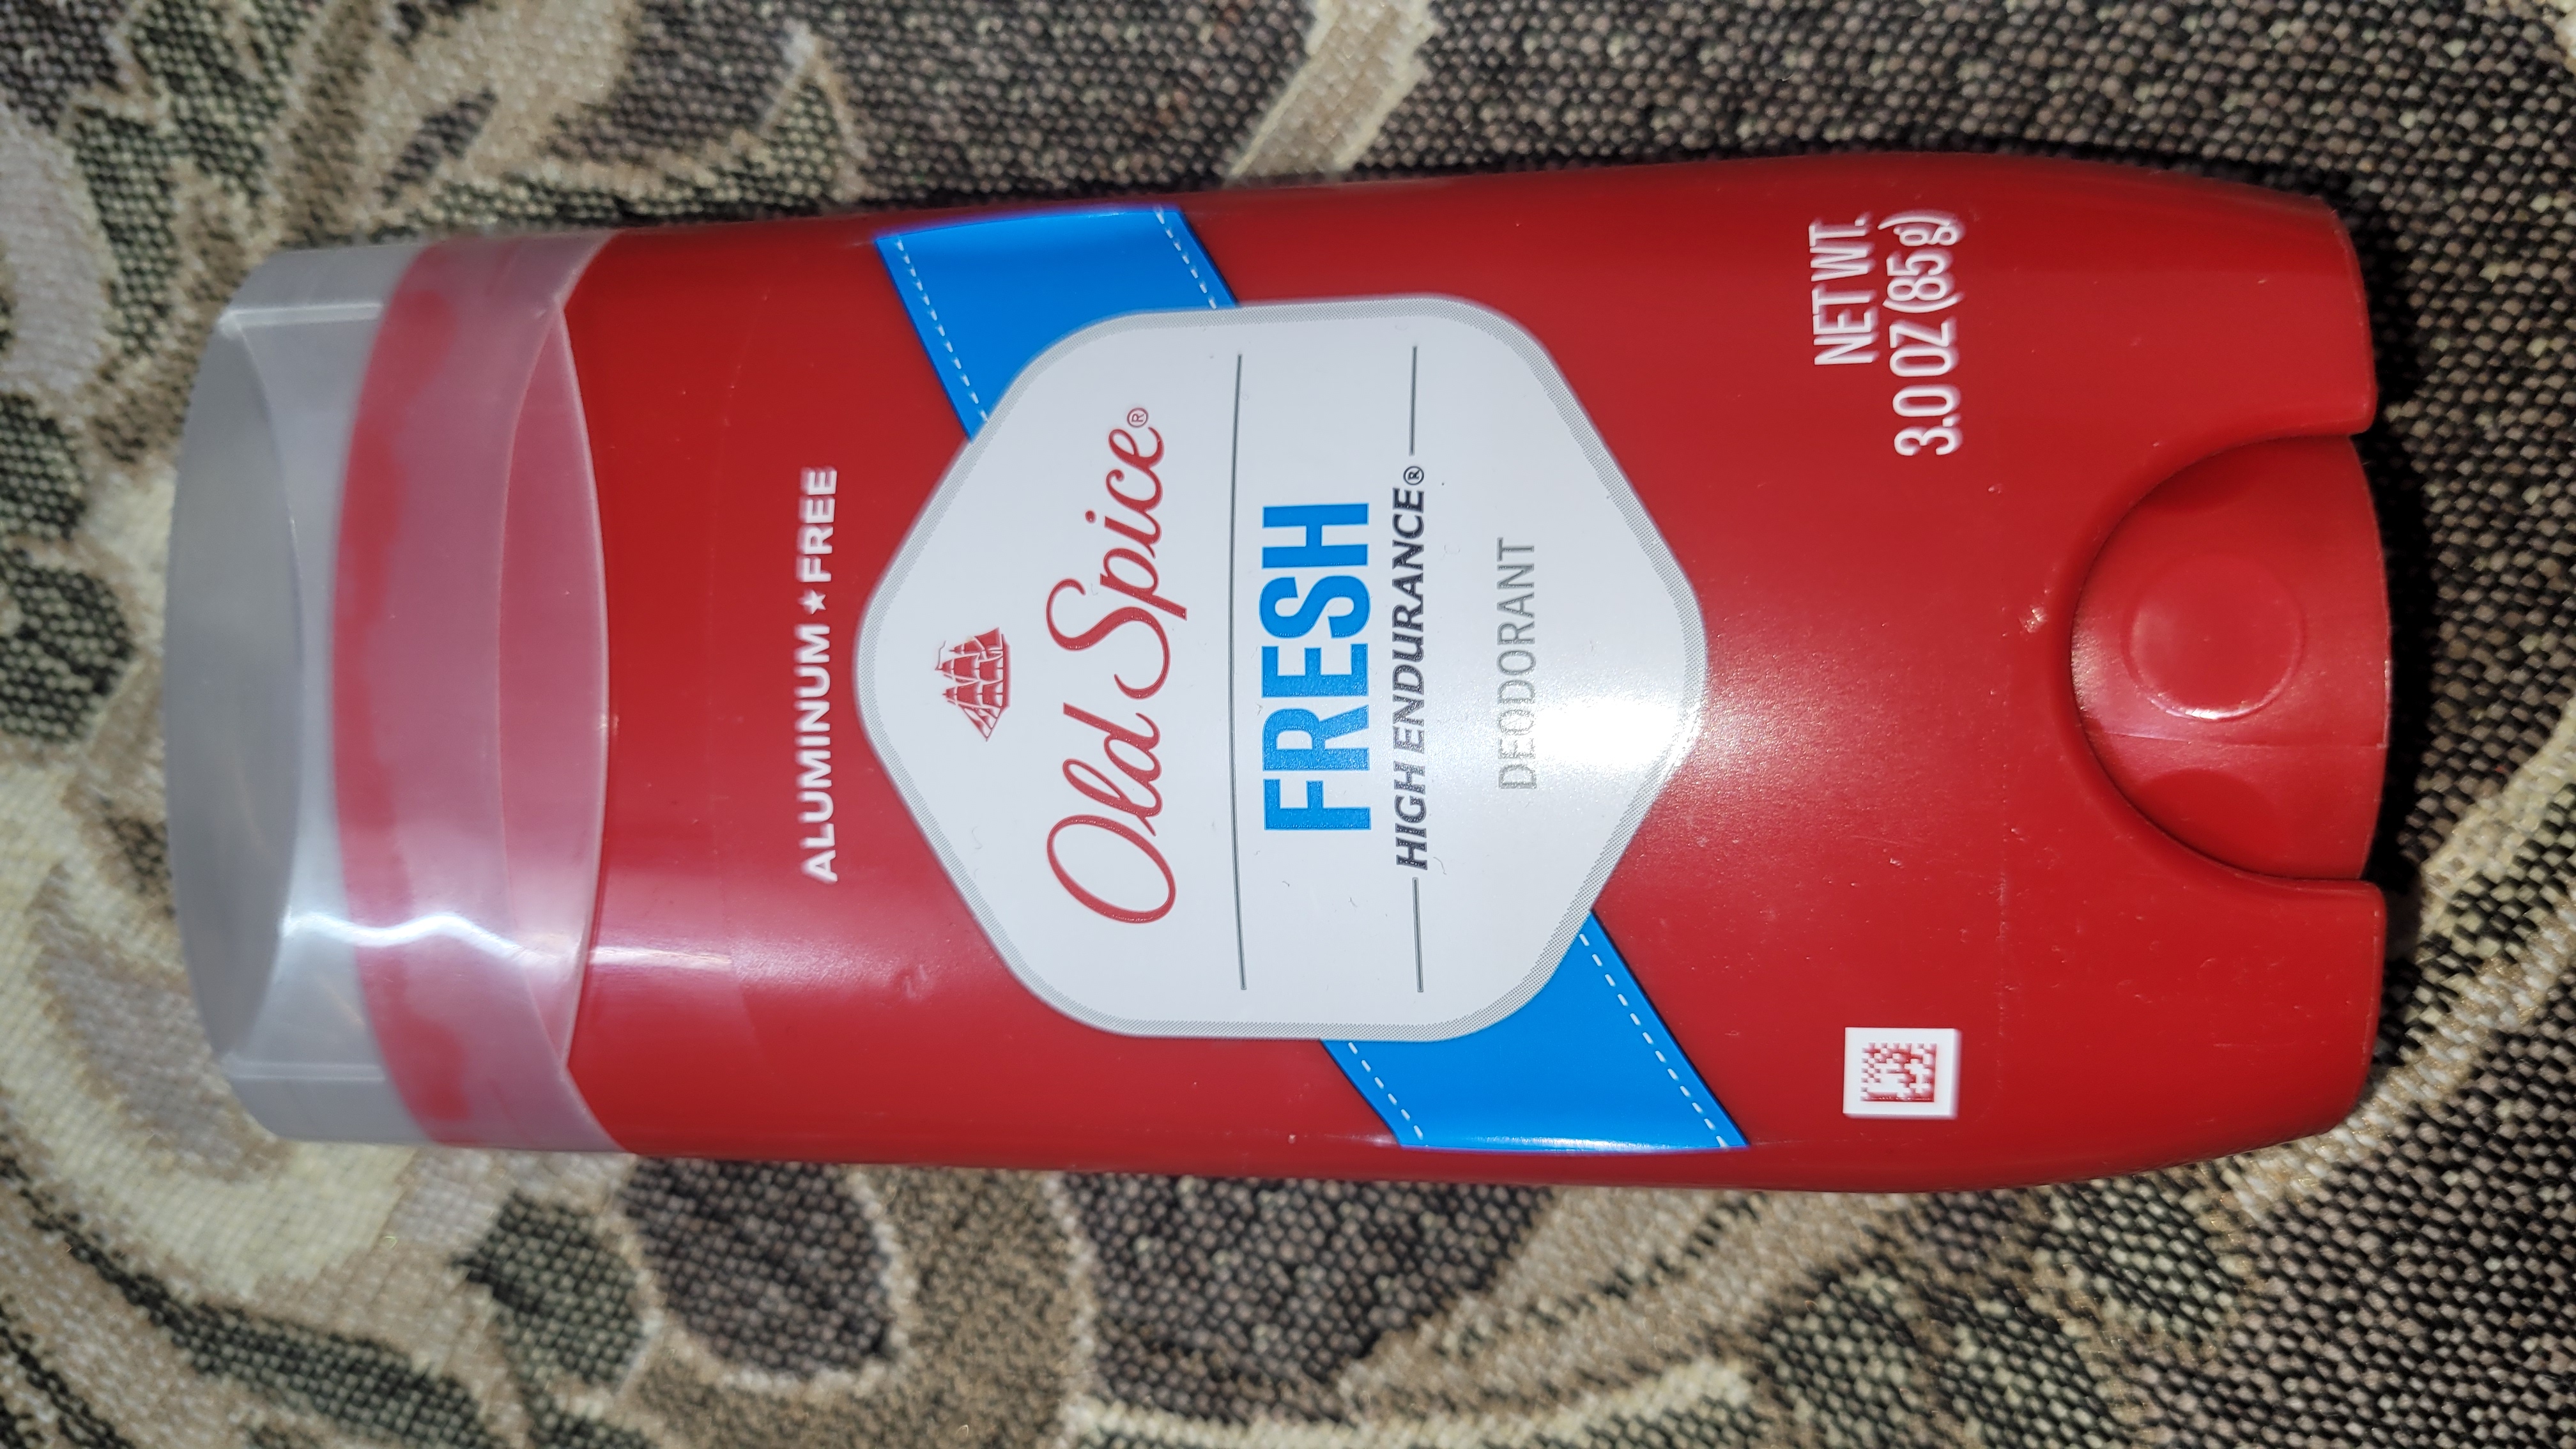 ALUMINUM ★ FREE
Old Spice®
FRESH
HIGH ENDURANCE®
DEODORANT
NET WT.
3.0 OZ (85 g)